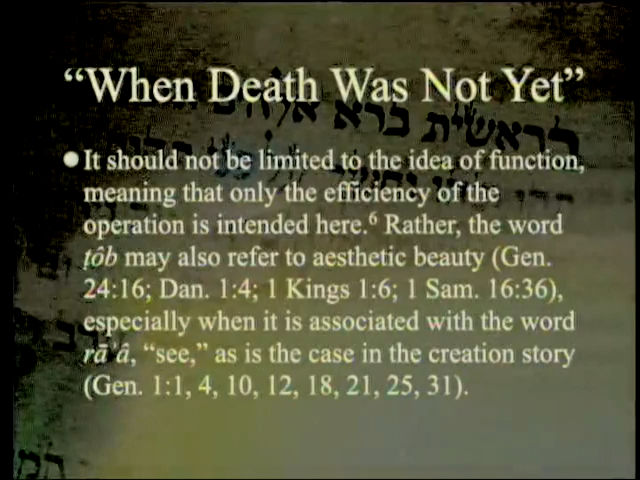 “When Death Was Not Yet”
בראשית ברא אלהים
●It should not be limited to the idea of function,
meaning that only the efficiency of the
operation is intended here.⁶ Rather, the word
ṭôb may also refer to aesthetic beauty (Gen.
24:16; Dan. 1:4; 1 Kings 1:6; 1 Sam. 16:36),
especially when it is associated with the word
rā’â, “see,” as is the case in the creation story
(Gen. 1:1, 4, 10, 12, 18, 21, 25, 31).